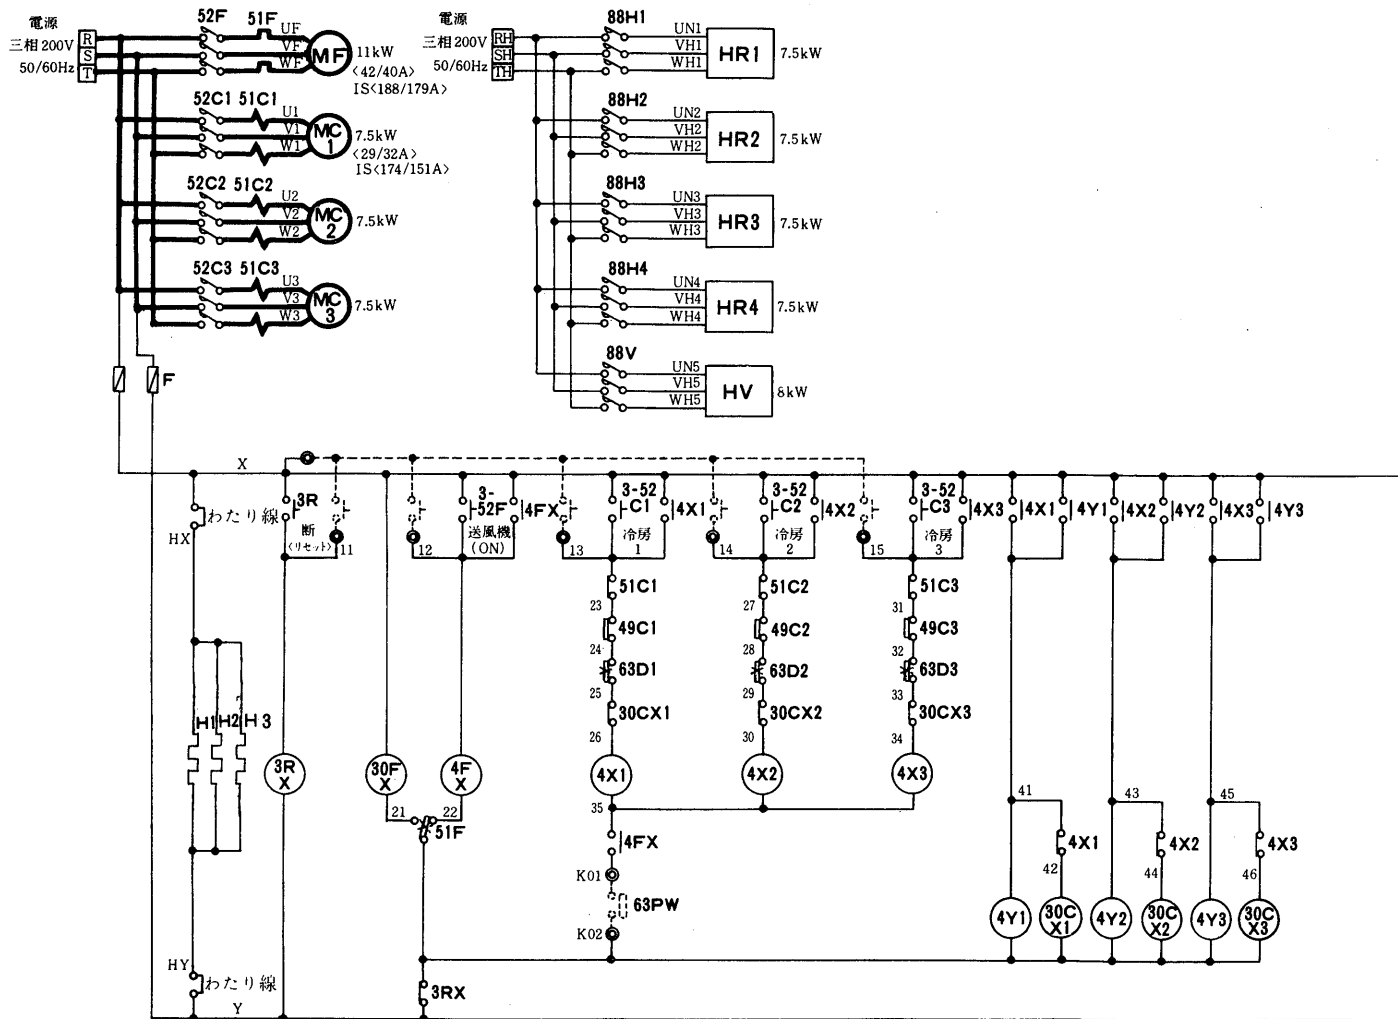 電源
三相200V
50/60Hz
R
S
T
52F
51F
UF
VF
WF
MF
11kW
<42/40A>
IS<188/179A>
52C1
51C1
U1
V1
W1
MC
1
7.5kW
<29/32A>
IS<174/151A>
52C2
51C2
U2
V2
W2
MC
2
7.5kW
52C3
51C3
U3
V3
W3
MC
3
7.5kW
F
電源
三相200V
50/60Hz
RH
SH
TH
88H1
UN1
VH1
WH1
HR1
7.5kW
88H2
UN2
VH2
WH2
HR2
7.5kW
88H3
UN3
VH3
WH3
HR3
7.5kW
88H4
UN4
VH4
WH4
HR4
7.5kW
88V
UN5
VH5
WH5
HV
8kW
X
HX
わたり線
H1
H2
H3
HY
わたり線
Y
3R
断
<リセット>
11
3R
X
12
3-
52F
送風機
(ON)
4FX
30F
X
4F
X
21
22
51F
3RX
13
3-52
C1
冷房
1
4X1
51C1
23
49C1
24
63D1
25
30CX1
26
4X1
35
4FX
K01
63PW
K02
14
3-52
C2
冷房
2
4X2
51C2
27
49C2
28
63D2
29
30CX2
30
4X2
15
3-52
C3
冷房
3
4X3
51C3
31
49C3
32
63D3
33
30CX3
34
4X3
4X1
4Y1
4X2
4Y2
4X3
4Y3
41
4X1
42
4Y1
30C
X1
43
4X2
44
4Y2
30C
X2
45
4X3
46
4Y3
30C
X3